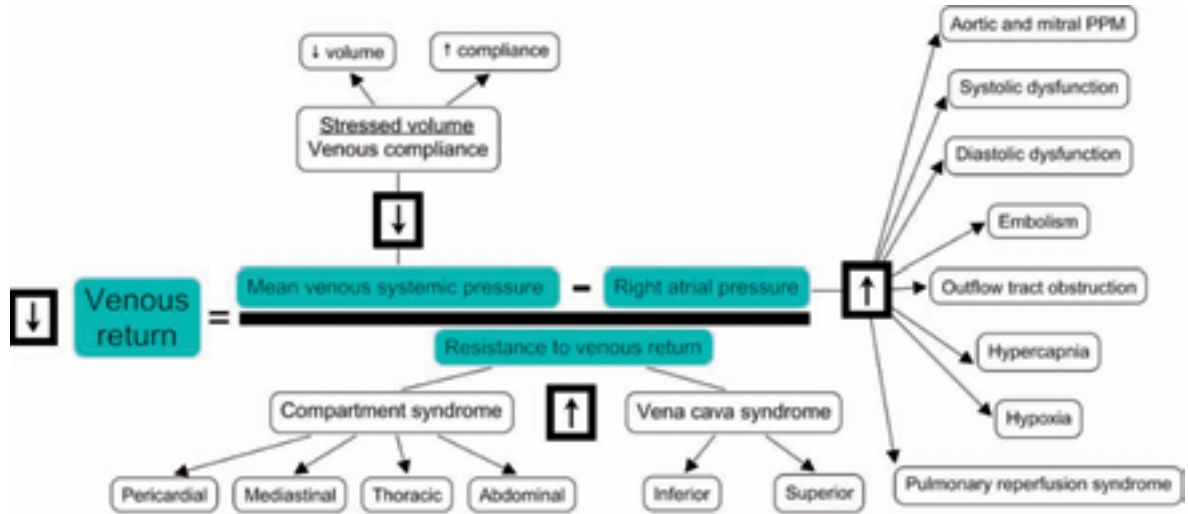 ↓ volume
↑ compliance
Stressed volume
Venous compliance
↓
↓
Venous
return
=
Mean venous systemic pressure
−
Right atrial pressure
Resistance to venous return
↑
Aortic and mitral PPM
Systolic dysfunction
Diastolic dysfunction
Embolism
Outflow tract obstruction
Hypercapnia
Hypoxia
Pulmonary reperfusion syndrome
Compartment syndrome
↑
Vena cava syndrome
Pericardial
Mediastinal
Thoracic
Abdominal
Inferior
Superior